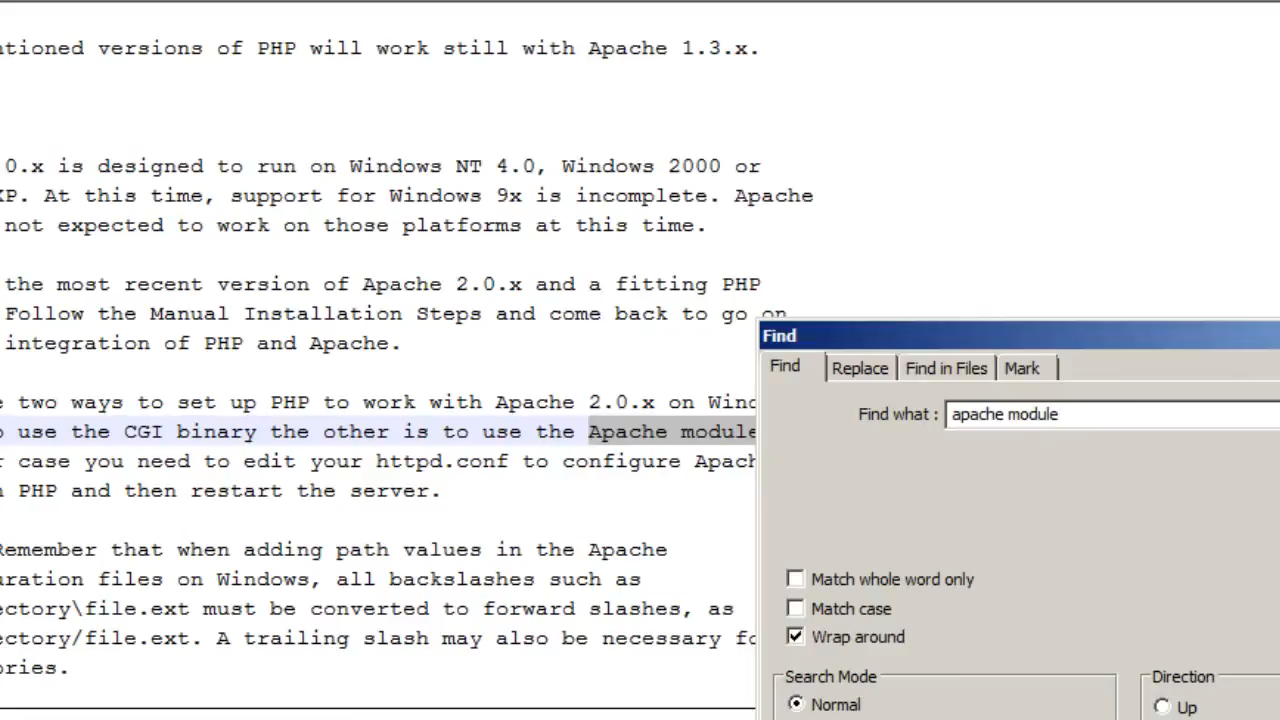 ntioned versions of PHP will work still with Apache 1.3.x.
0.x is designed to run on Windows NT 4.0, Windows 2000 or
XP. At this time, support for Windows 9x is incomplete. Apache
not expected to work on those platforms at this time.
the most recent version of Apache 2.0.x and a fitting PHP
Follow the Manual Installation Steps and come back to go on
integration of PHP and Apache.
e two ways to set up PHP to work with Apache 2.0.x on Wind
o use the CGI binary the other is to use the Apache module
r case you need to edit your httpd.conf to configure Apach
h PHP and then restart the server.
Remember that when adding path values in the Apache
uration files on Windows, all backslashes such as
ectory\file.ext must be converted to forward slashes, as
ectory/file.ext. A trailing slash may also be necessary fo
ories.
Find
Find Replace Find in Files Mark
Find what : apache module
Match whole word only
Match case
Wrap around
Search Mode
Normal
Direction
Up